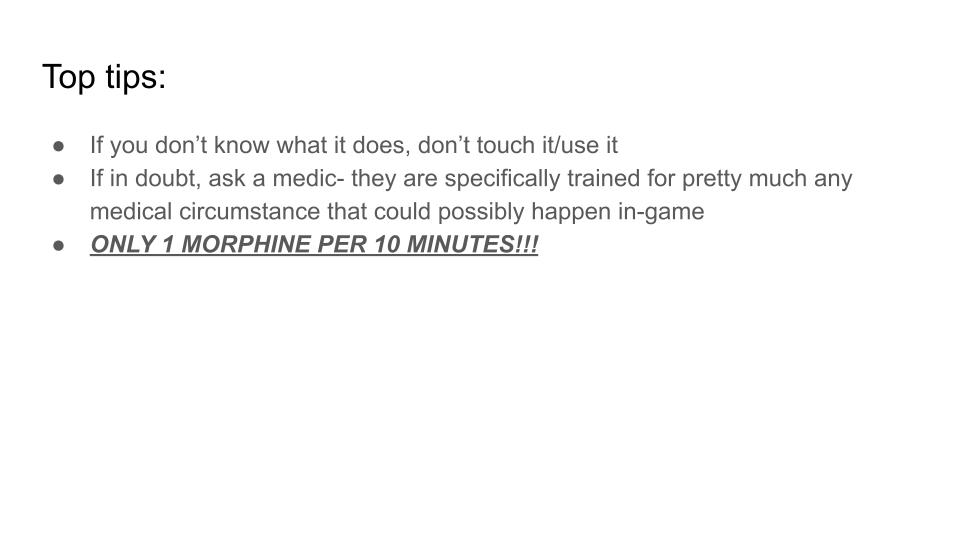 Top tips:
● If you don’t know what it does, don’t touch it/use it
● If in doubt, ask a medic- they are specifically trained for pretty much any
medical circumstance that could possibly happen in-game
● ONLY 1 MORPHINE PER 10 MINUTES!!!